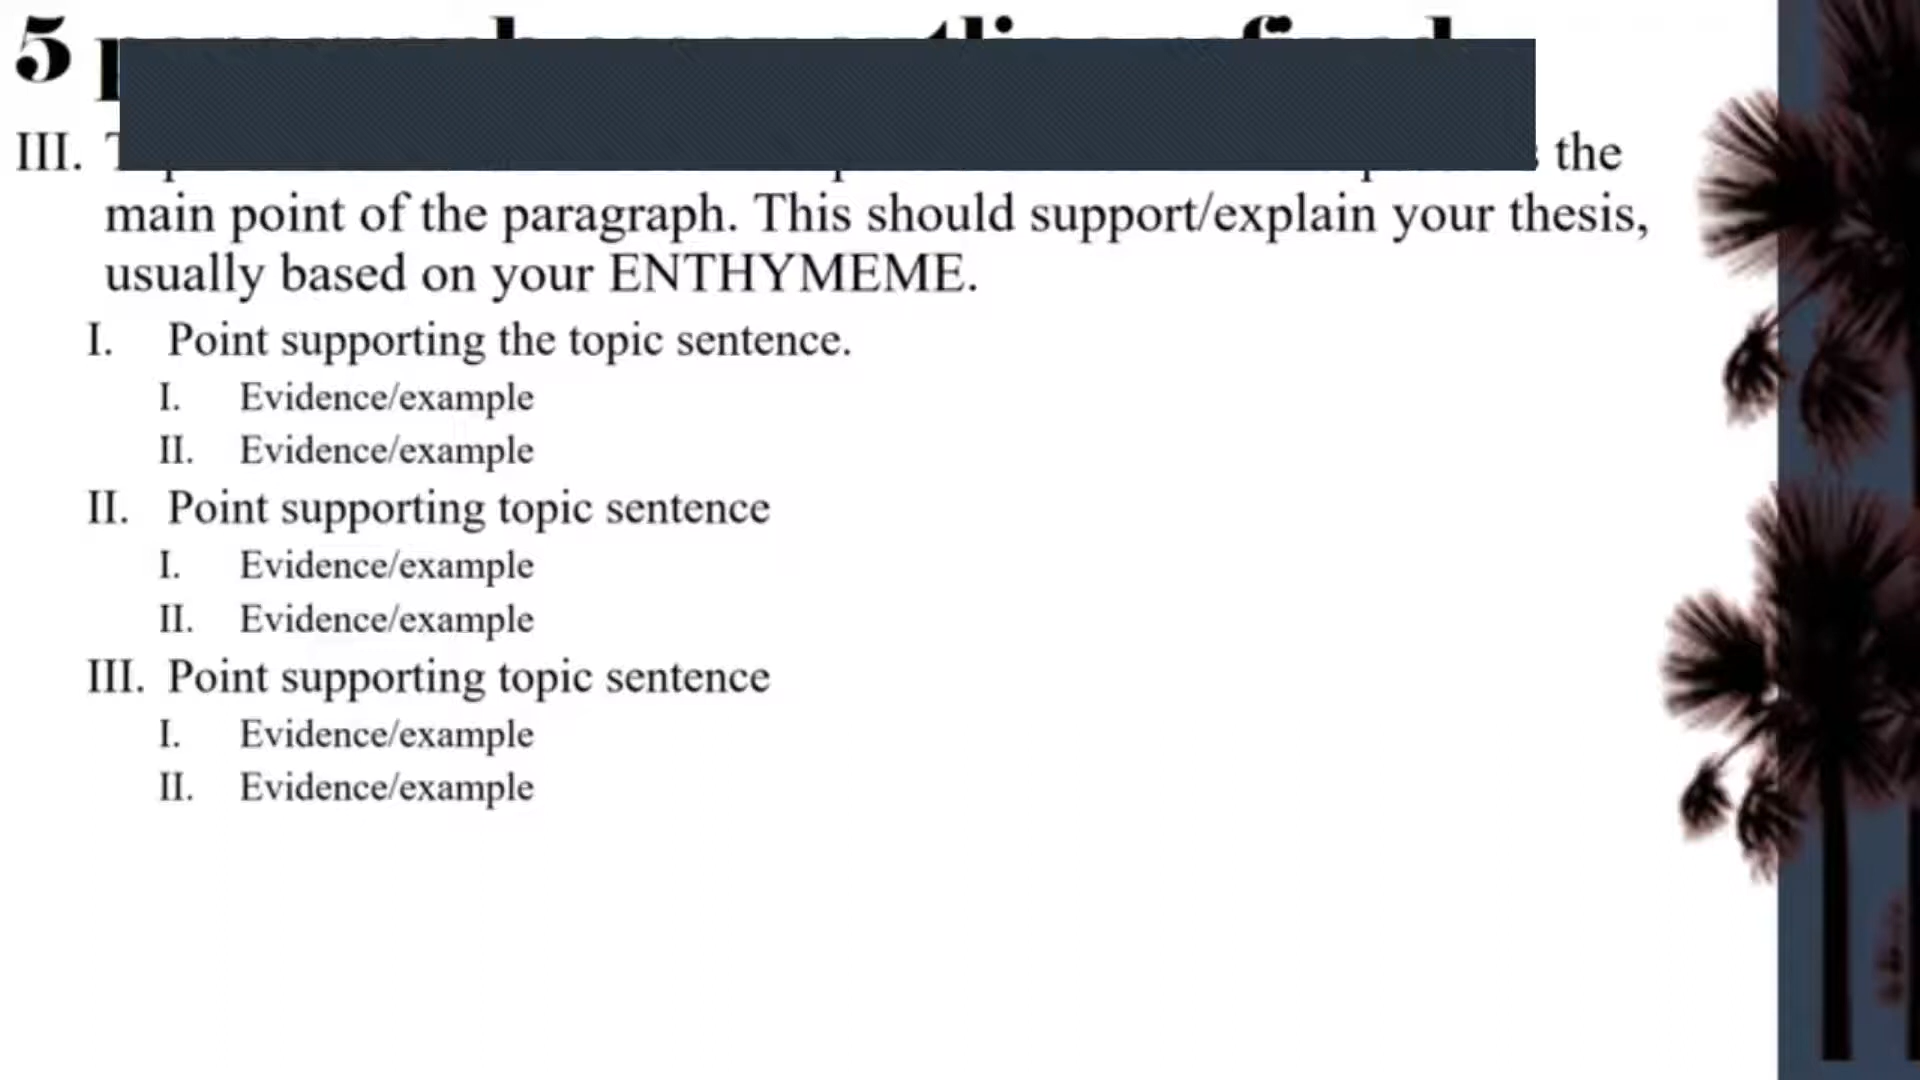 5
III. the
main point of the paragraph. This should support/explain your thesis,
usually based on your ENTHYMEME.
I. Point supporting the topic sentence.
I. Evidence/example
II. Evidence/example
II. Point supporting topic sentence
I. Evidence/example
II. Evidence/example
III. Point supporting topic sentence
I. Evidence/example
II. Evidence/example